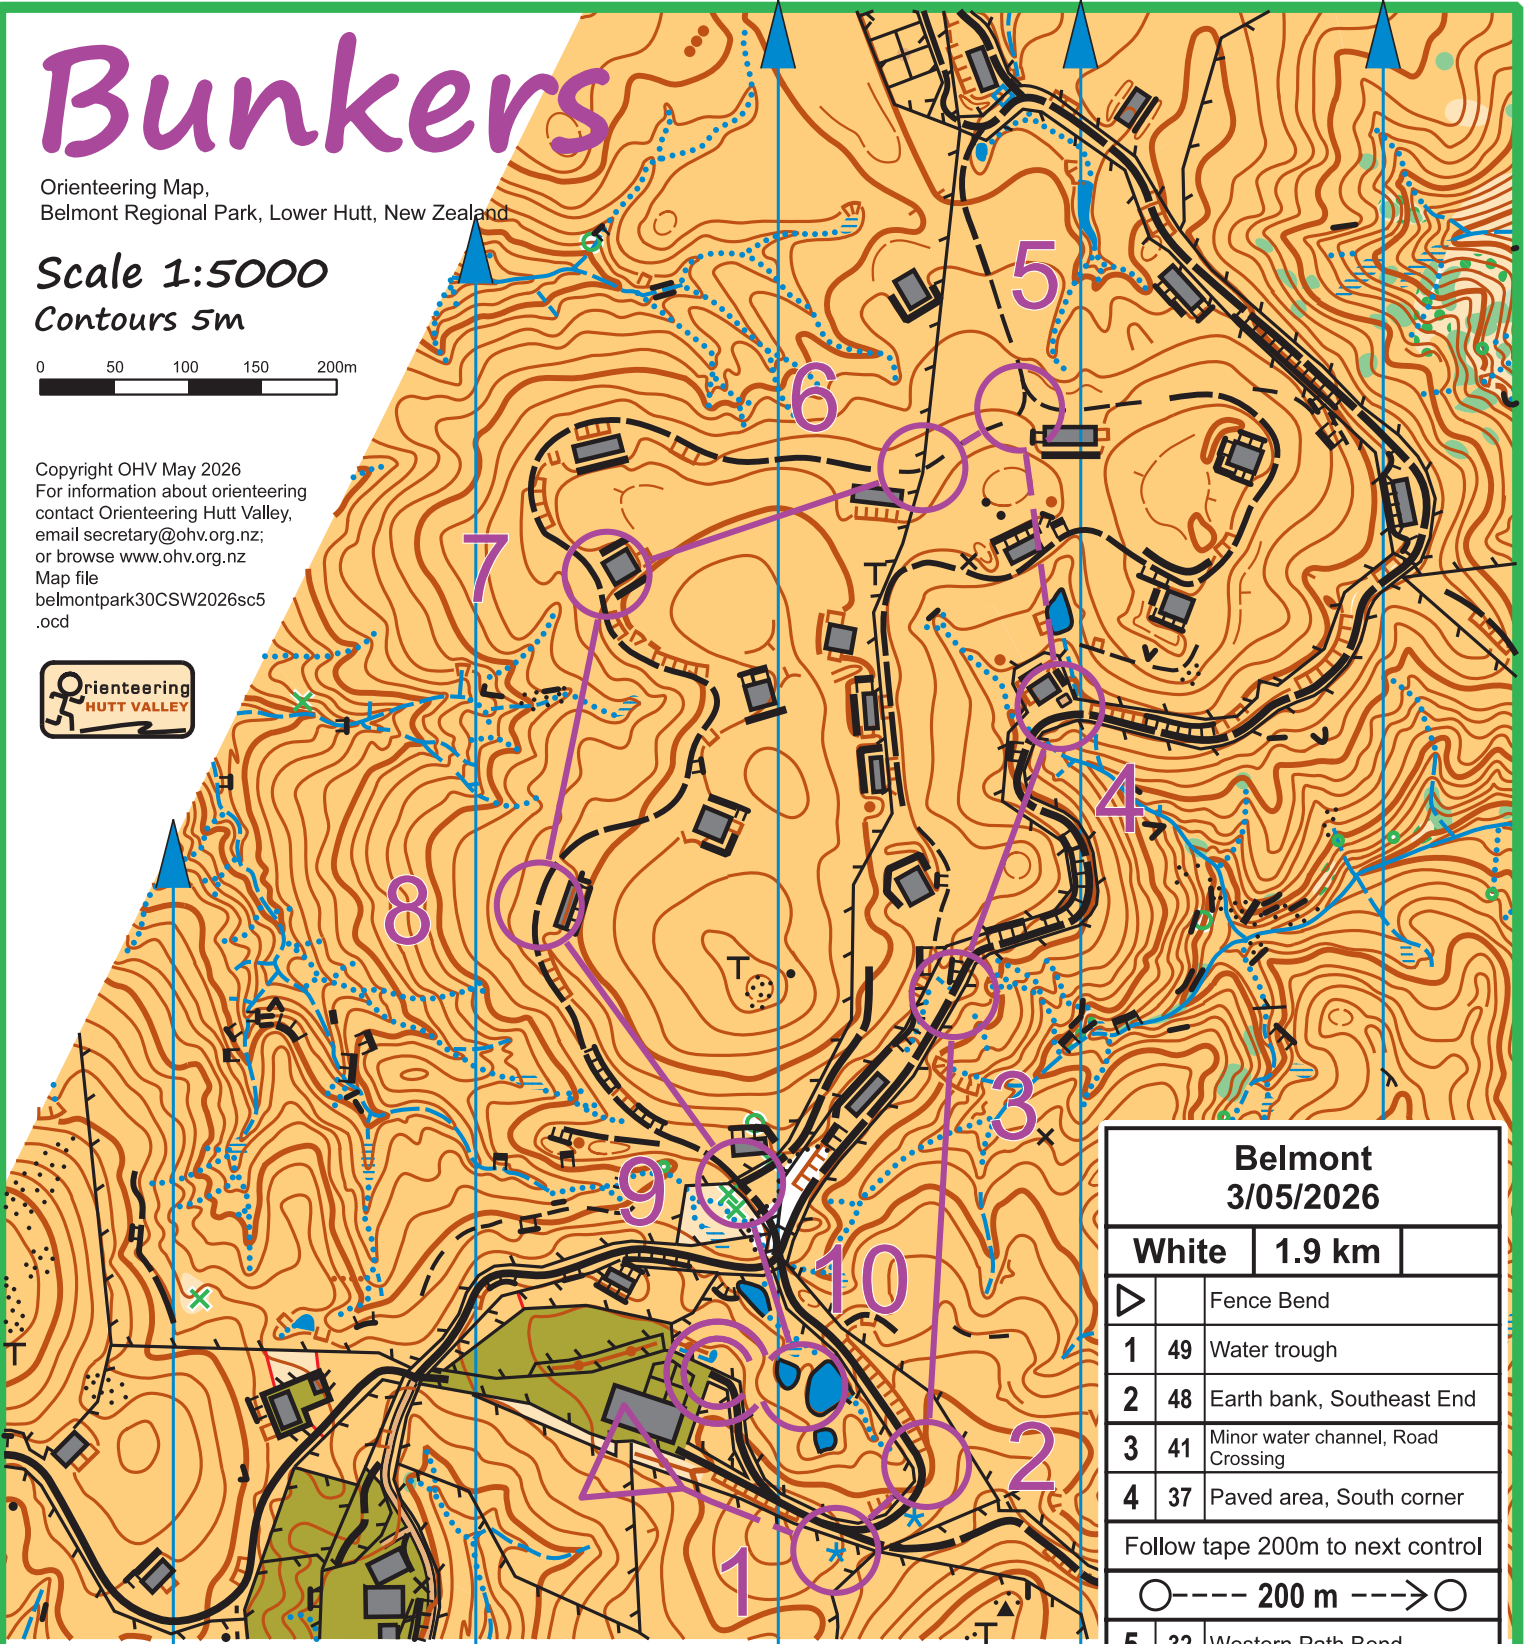 Bunkers
Orienteering Map,
Belmont Regional Park, Lower Hutt, New Zealand
Scale 1:5000
Contours 5m
0 50 100 150 200m
Copyright OHV May 2026
For information about orienteering
contact Orienteering Hutt Valley,
email secretary@ohv.org.nz;
or browse www.ohv.org.nz
Map file
belmontpark30CSW2026sc5
.ocd
Orienteering
HUTT VALLEY
5
6
7
4
8
3
9
10
2
1
Belmont
3/05/2026
White 1.9 km
Fence Bend
1 49 Water trough
2 48 Earth bank, Southeast End
3 41 Minor water channel, Road
Crossing
4 37 Paved area, South corner
Follow tape 200m to next control
200 m
5 32 Western Path Bend